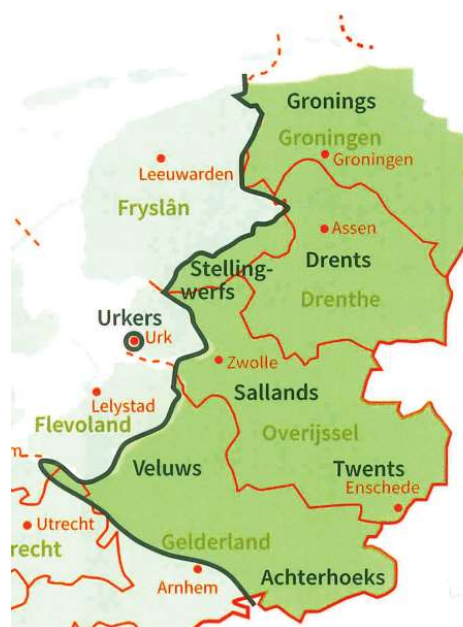 Gronings
Groningen
Groningen
Leeuwarden
Fryslân
Assen
Drents
Stelling-
werfs
Drenthe
Urkers
Urk
Zwolle
Lelystad
Sallands
Flevoland
Overijssel
m
Veluws
Twents
Enschede
Utrecht
recht
Gelderland
Arnhem
Achterhoeks